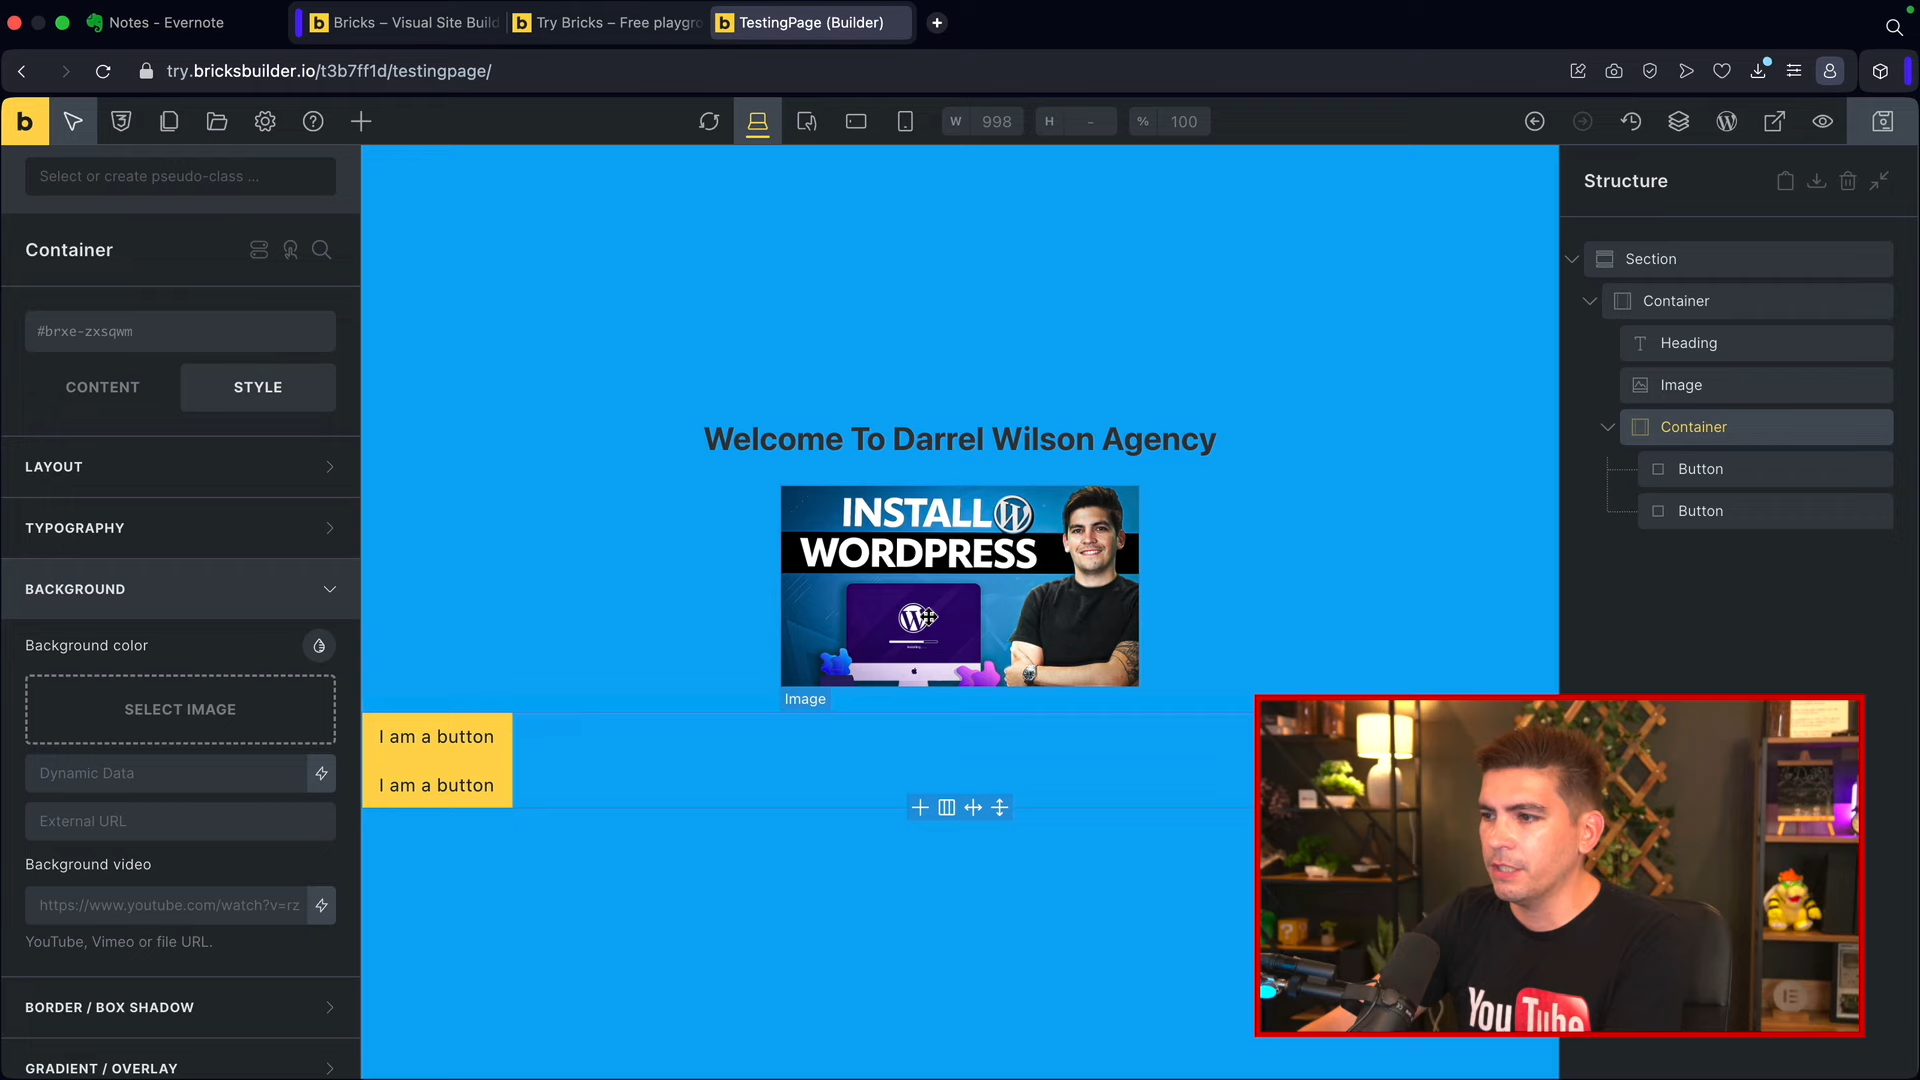 Notes - Evernote
Bricks – Visual Site Build
Try Bricks – Free playgro
TestingPage (Builder)
try.bricksbuilder.io/t3b7ff1d/testingpage/
b
W 998
H -
% 100
Select or create pseudo-class ...
Container
#brxe-zxsqwm
CONTENT
STYLE
LAYOUT
TYPOGRAPHY
BACKGROUND
Background color
SELECT IMAGE
Dynamic Data
External URL
Background video
https://www.youtube.com/watch?v=rz
YouTube, Vimeo or file URL.
BORDER / BOX SHADOW
GRADIENT / OVERLAY
Welcome To Darrel Wilson Agency
INSTALL
WORDPRESS
Image
I am a button
I am a button
Structure
Section
Container
Heading
Image
Container
Button
Button
You Tube